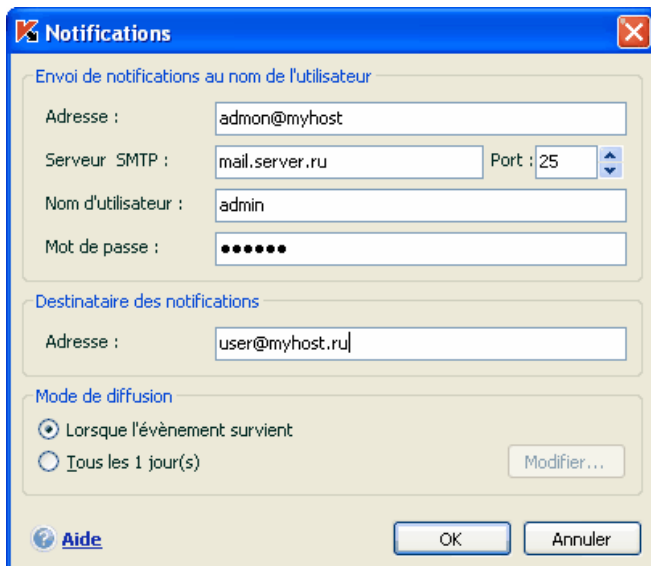 Notifications
Envoi de notifications au nom de l'utilisateur
Adresse : admon@myhost
Serveur SMTP : mail.server.ru Port : 25
Nom d'utilisateur : admin
Mot de passe : ●●●●●●
Destinataire des notifications
Adresse : user@myhost.ru
Mode de diffusion
Lorsque l'évènement survient
Tous les 1 jour(s) Modifier...
Aide OK Annuler